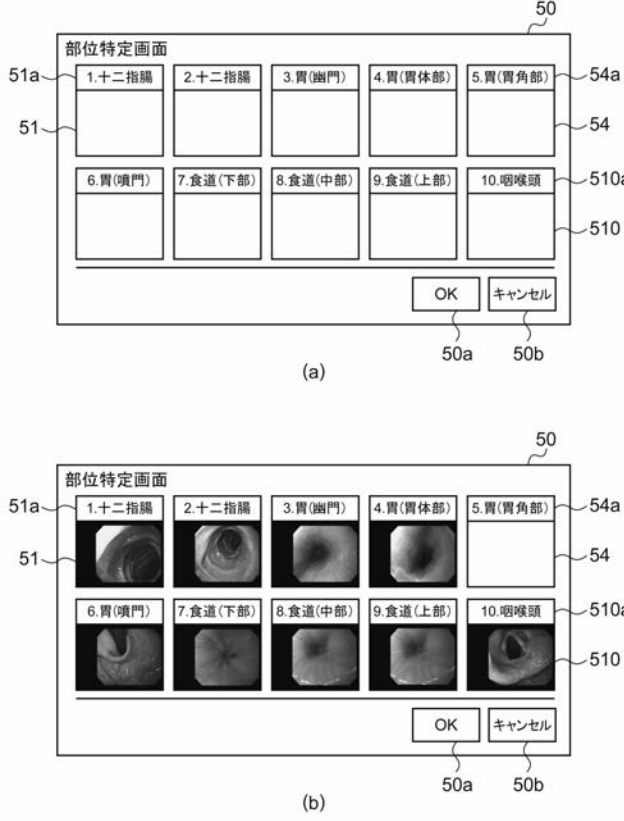 50
部位特定画面
51a 1.十二指腸 2.十二指腸 3.胃(幽門) 4.胃(胃体部) 5.胃(胃角部) 54a
51 54
6.胃(噴門) 7.食道(下部) 8.食道(中部) 9.食道(上部) 10.咽喉頭 510a
510
OK キャンセル
50a 50b
(a)
50
部位特定画面
51a 1.十二指腸 2.十二指腸 3.胃(幽門) 4.胃(胃体部) 5.胃(胃角部) 54a
51 54
6.胃(噴門) 7.食道(下部) 8.食道(中部) 9.食道(上部) 10.咽喉頭 510a
510
OK キャンセル
50a 50b
(b)